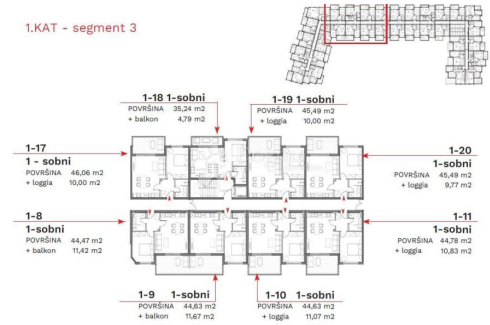 1.KAT - segment 3
1-18 1-sobni
POVRŠINA 35,24 m2
+ balkon 4,79 m2
1-19 1-sobni
POVRŠINA 45,49 m2
+ loggia 10,00 m2
1-17
1 - sobni
POVRŠINA 46,06 m2
+ loggia 10,00 m2
1-20
1-sobni
POVRŠINA 45,49 m2
+ loggia 9,77 m2
1-8
1-sobni
POVRŠINA 44,47 m2
+ balkon 11,42 m2
1-11
1-sobni
POVRŠINA 44,78 m2
+ loggia 10,83 m2
1-9 1-sobni
POVRŠINA 44,63 m2
+ balkon 11,67 m2
1-10 1-sobni
POVRŠINA 44,63 m2
+ loggia 11,07 m2